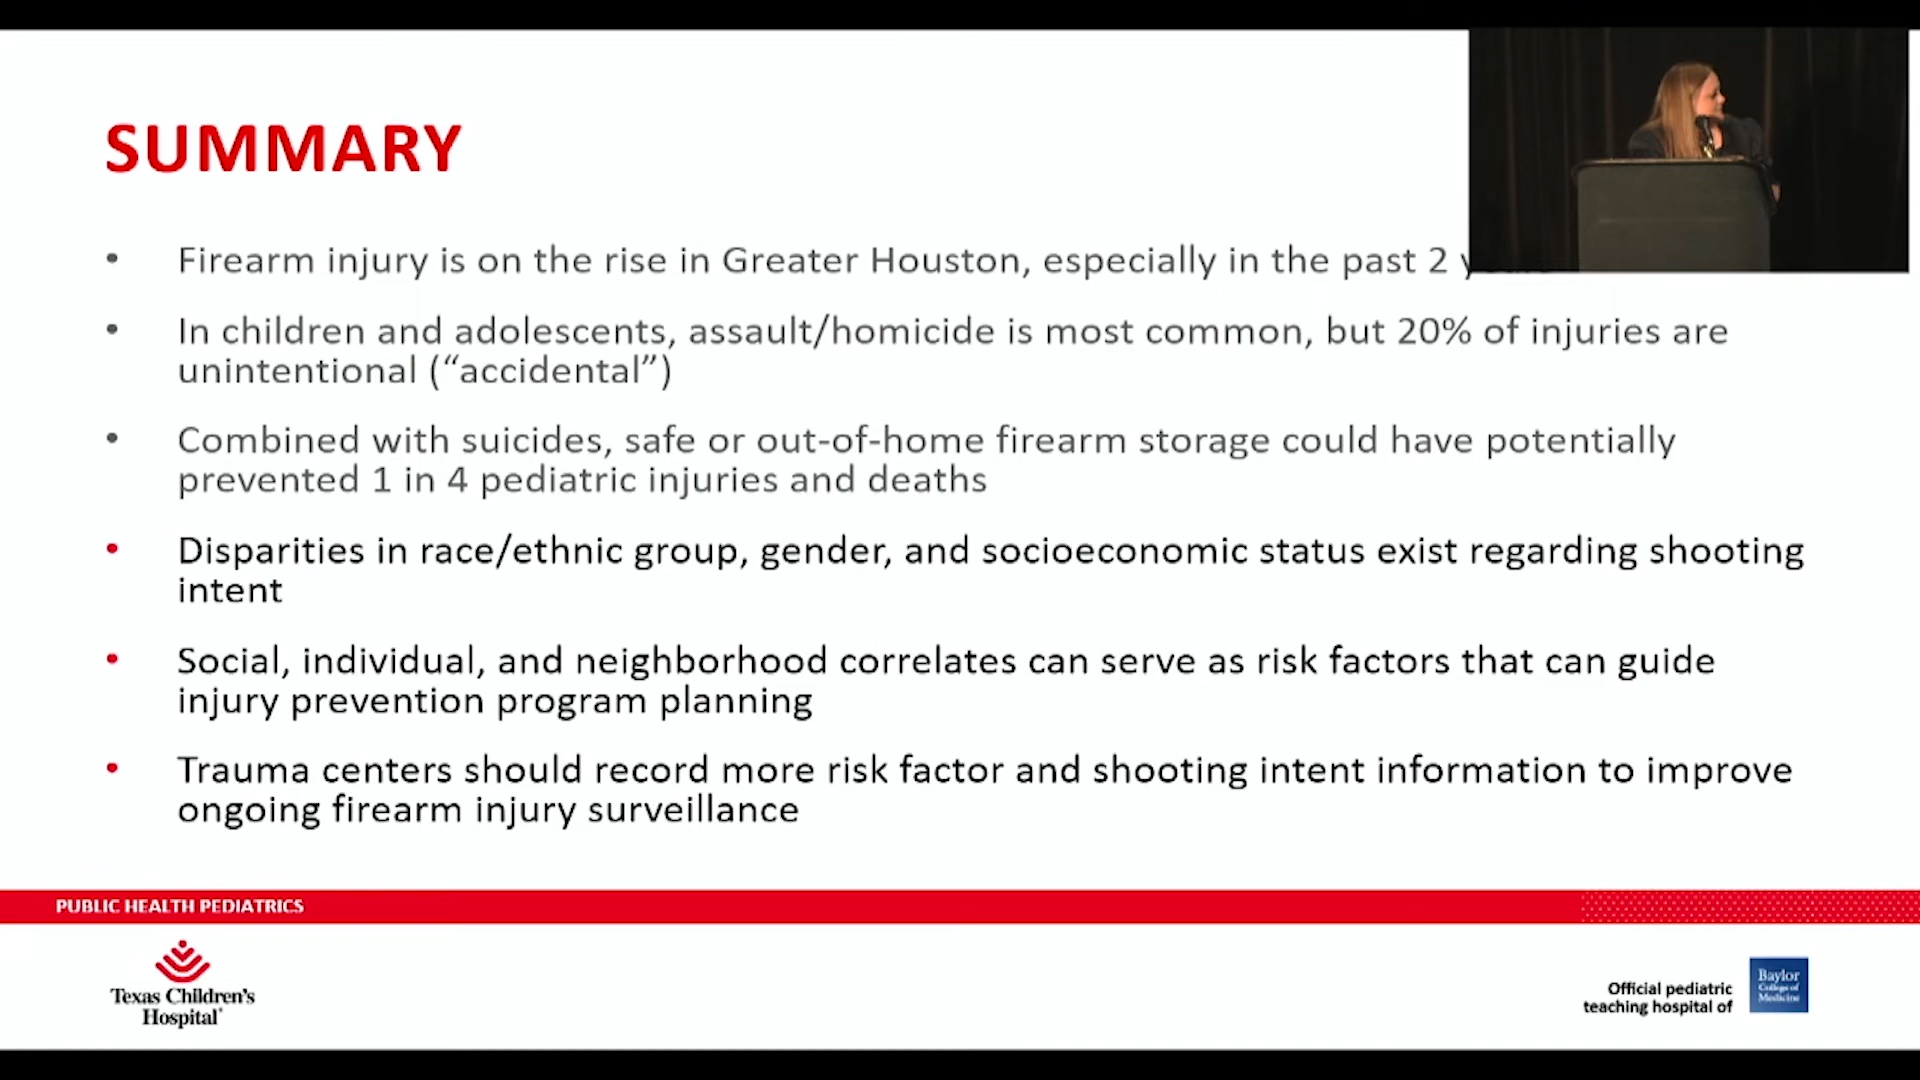 SUMMARY
• Firearm injury is on the rise in Greater Houston, especially in the past 2
• In children and adolescents, assault/homicide is most common, but 20% of injuries are
unintentional (“accidental”)
• Combined with suicides, safe or out-of-home firearm storage could have potentially
prevented 1 in 4 pediatric injuries and deaths
• Disparities in race/ethnic group, gender, and socioeconomic status exist regarding shooting
intent
• Social, individual, and neighborhood correlates can serve as risk factors that can guide
injury prevention program planning
• Trauma centers should record more risk factor and shooting intent information to improve
ongoing firearm injury surveillance
PUBLIC HEALTH PEDIATRICS
Texas Children's
Hospital
Official pediatric
teaching hospital of
Baylor
College of
Medicine